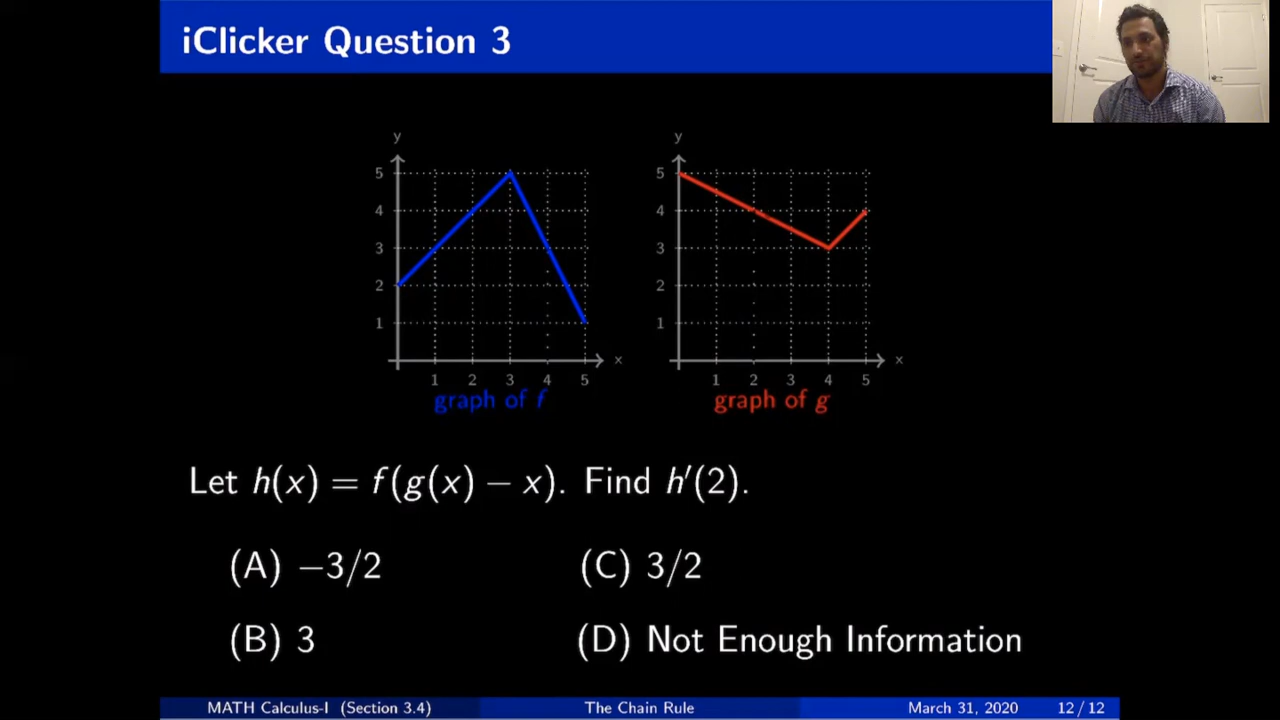 iClicker Question 3
y
5
4
3
2
1
1 2 3 4 5
x
graph of f
y
5
4
3
2
1
1 2 3 4 5
x
graph of g
Let h(x) = f(g(x) − x). Find h′(2).
(A) −3/2
(C) 3/2
(B) 3
(D) Not Enough Information
MATH Calculus-I (Section 3.4) The Chain Rule March 31, 2020 12 / 12